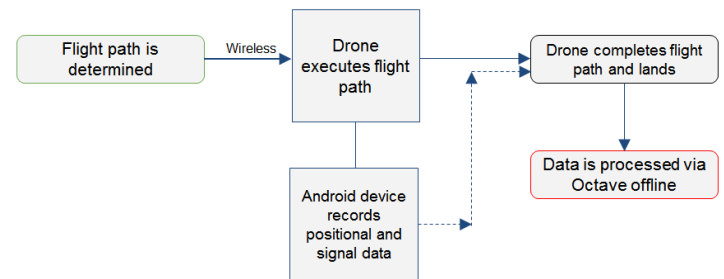 Flight path is
determined
Wireless
Drone
executes flight
path
Drone completes flight
path and lands
Android device
records
positional and
signal data
Data is processed via
Octave offline